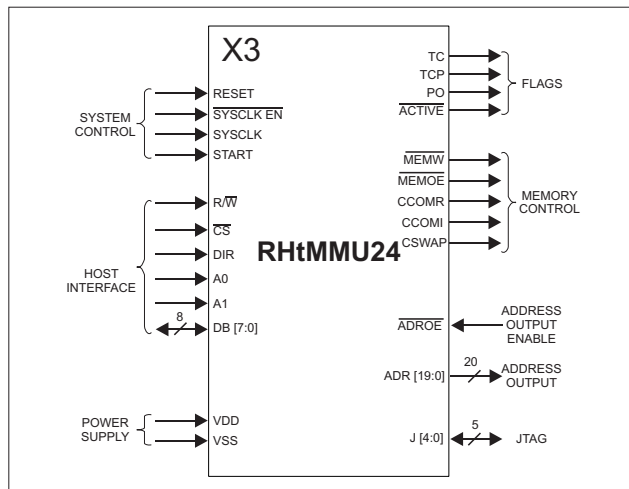 X3
RHtMMU24
SYSTEM
CONTROL
RESET
SYSCLK EN
SYSCLK
START
HOST
INTERFACE
R/W
CS
DIR
A0
A1
8
DB [7:0]
POWER
SUPPLY
VDD
VSS
TC
TCP
PO
ACTIVE
FLAGS
MEMW
MEMOE
CCOMR
CCOMI
CSWAP
MEMORY
CONTROL
ADROE
ADDRESS
OUTPUT
ENABLE
ADR [19:0]
20
ADDRESS
OUTPUT
J [4:0]
5
JTAG